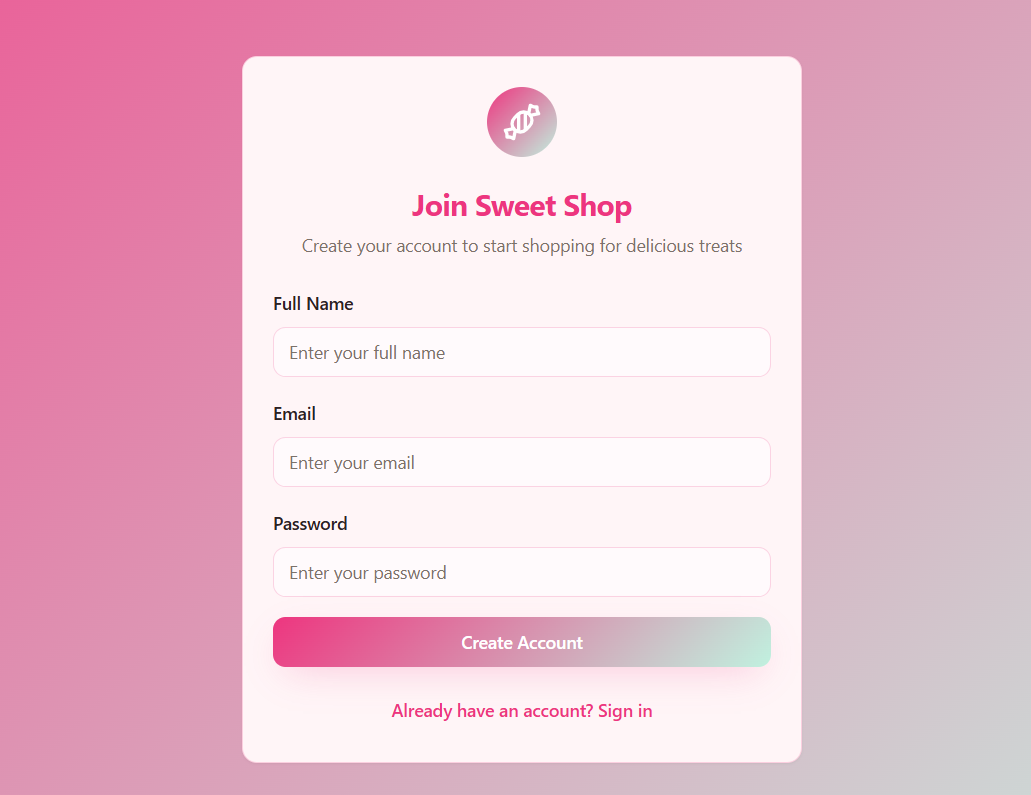 Join Sweet Shop
Create your account to start shopping for delicious treats
Full Name
Enter your full name
Email
Enter your email
Password
Enter your password
Create Account
Already have an account? Sign in